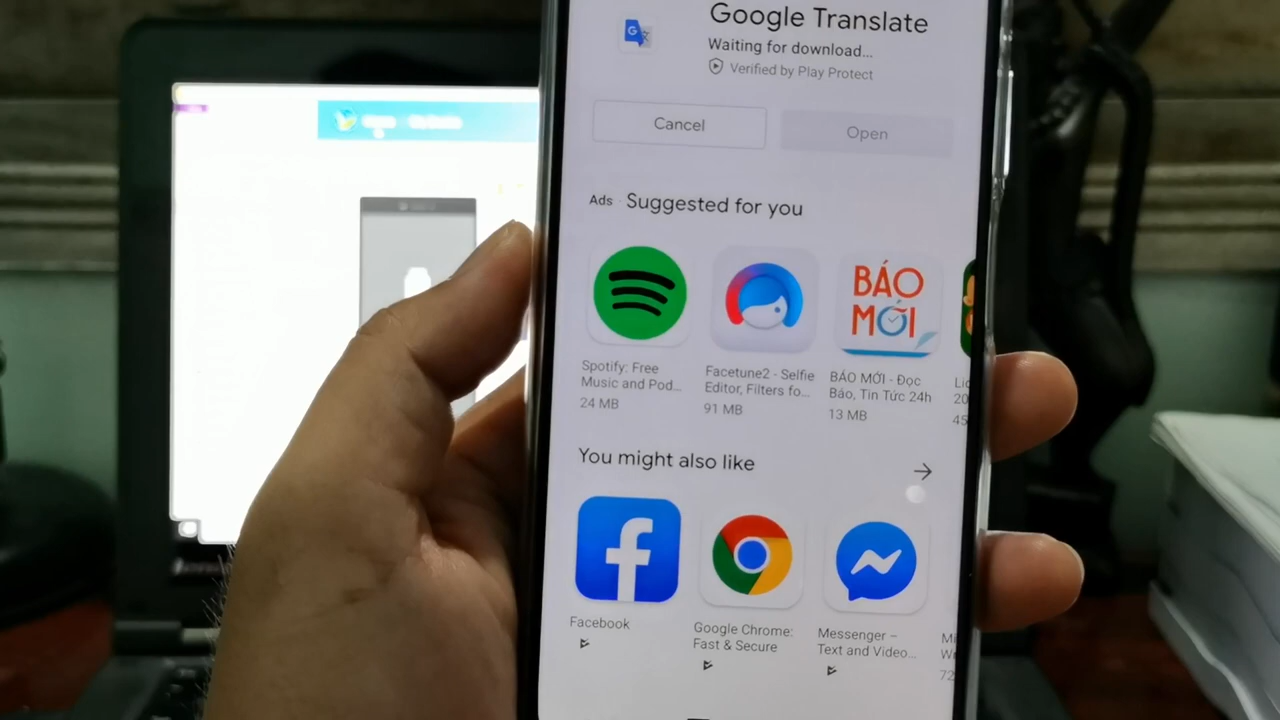 Google Translate
Waiting for download...
Verified by Play Protect
Cancel
Open
Ads · Suggested for you
BÁO
MỚI
Spotify: Free
Music and Pod...
24 MB
Facetune2 - Selfie
Editor, Filters fo...
91 MB
BÁO MỚI - Đọc
Báo, Tin Tức 24h
13 MB
You might also like
Facebook
Google Chrome:
Fast & Secure
Messenger –
Text and Video...